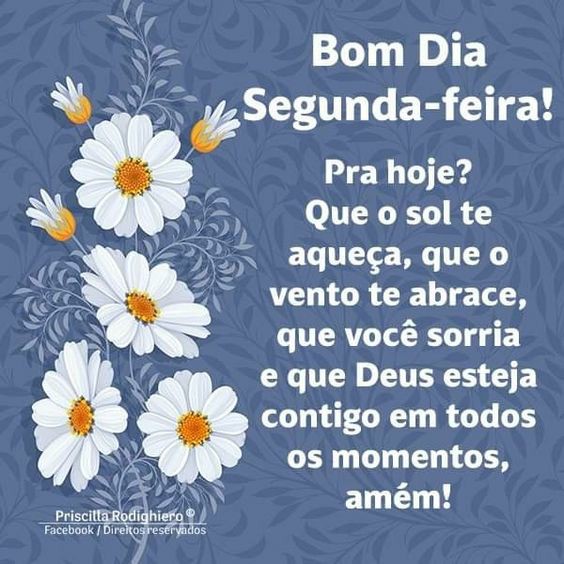 Bom Dia
Segunda-feira!
Pra hoje?
Que o sol te
aqueça, que o
vento te abrace,
que você sorria
e que Deus esteja
contigo em todos
os momentos,
amém!
Priscilla Rodighiero ©
Facebook / Direitos reservados